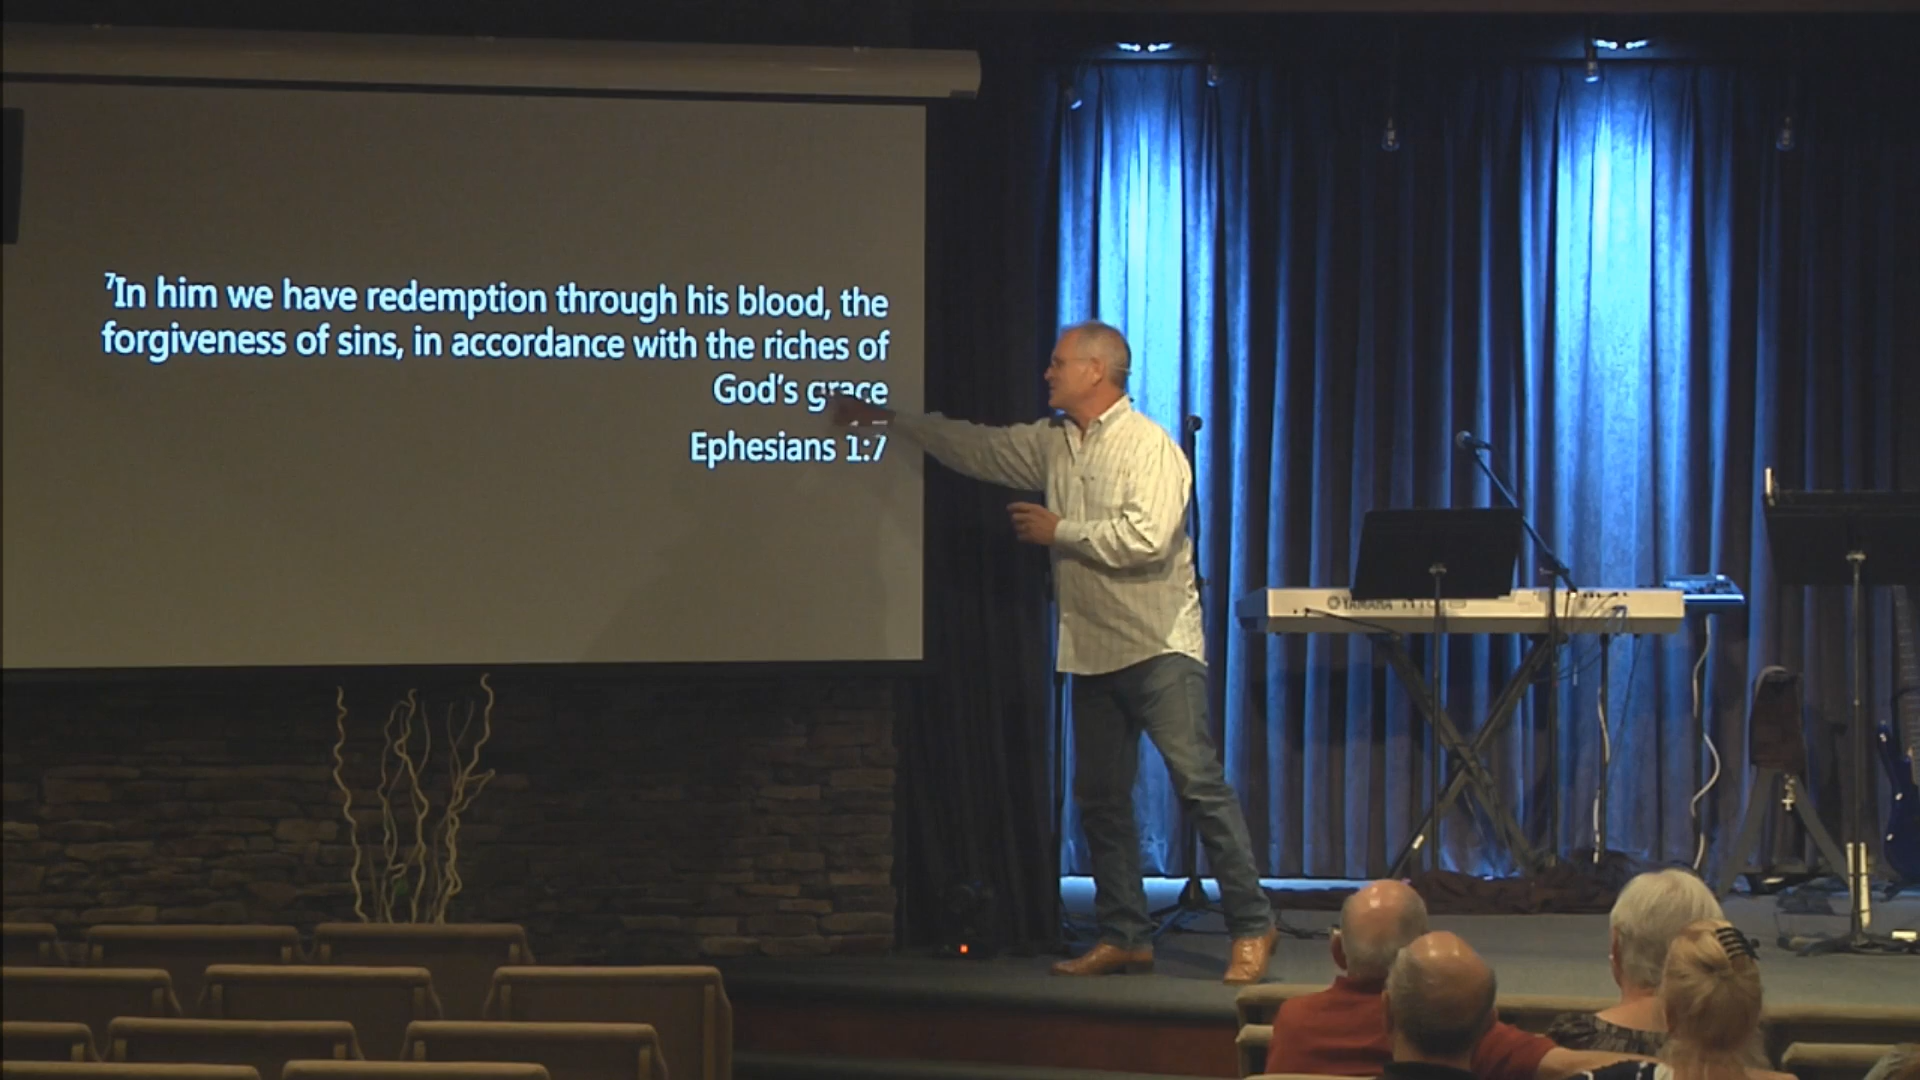 ⁷In him we have redemption through his blood, the
forgiveness of sins, in accordance with the riches of
God's grace
Ephesians 1:7
YAMAHA